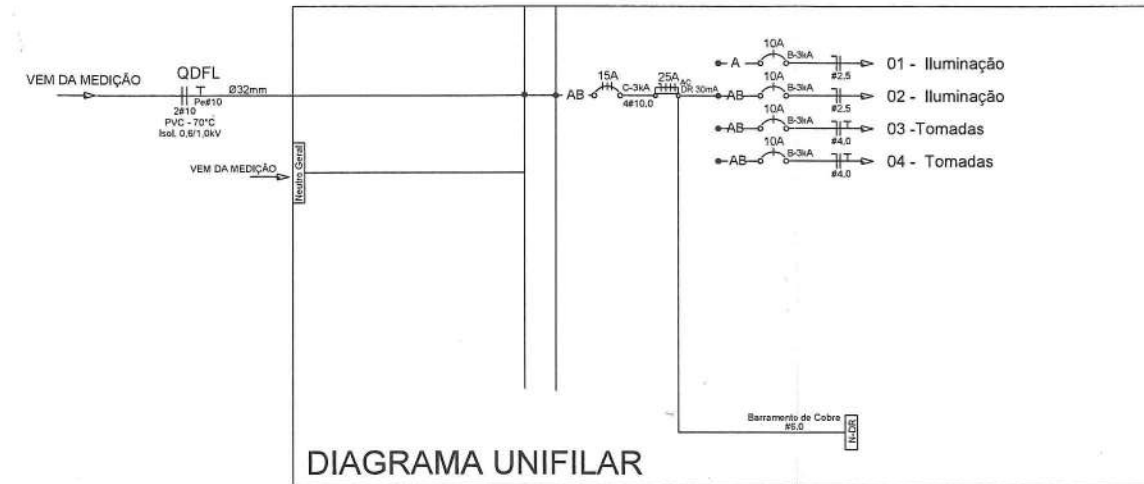 VEM DA MEDIÇÃO
QDFL
Pe#10
Ø32mm
2#10
PVC - 70°C
Isol. 0,6/1,0kV
VEM DA MEDIÇÃO
Neutro Geral
AB
15A
C-3kA
4#10,0
25A
AC
DR 30mA
A
10A
B-3kA
#2,5
01 - Iluminação
AB
10A
B-3kA
#2,5
02 - Iluminação
AB
10A
B-3kA
#4,0
03 -Tomadas
AB
10A
B-3kA
#4,0
04 - Tomadas
Barramento de Cobre
#6,0
N-DR
DIAGRAMA UNIFILAR